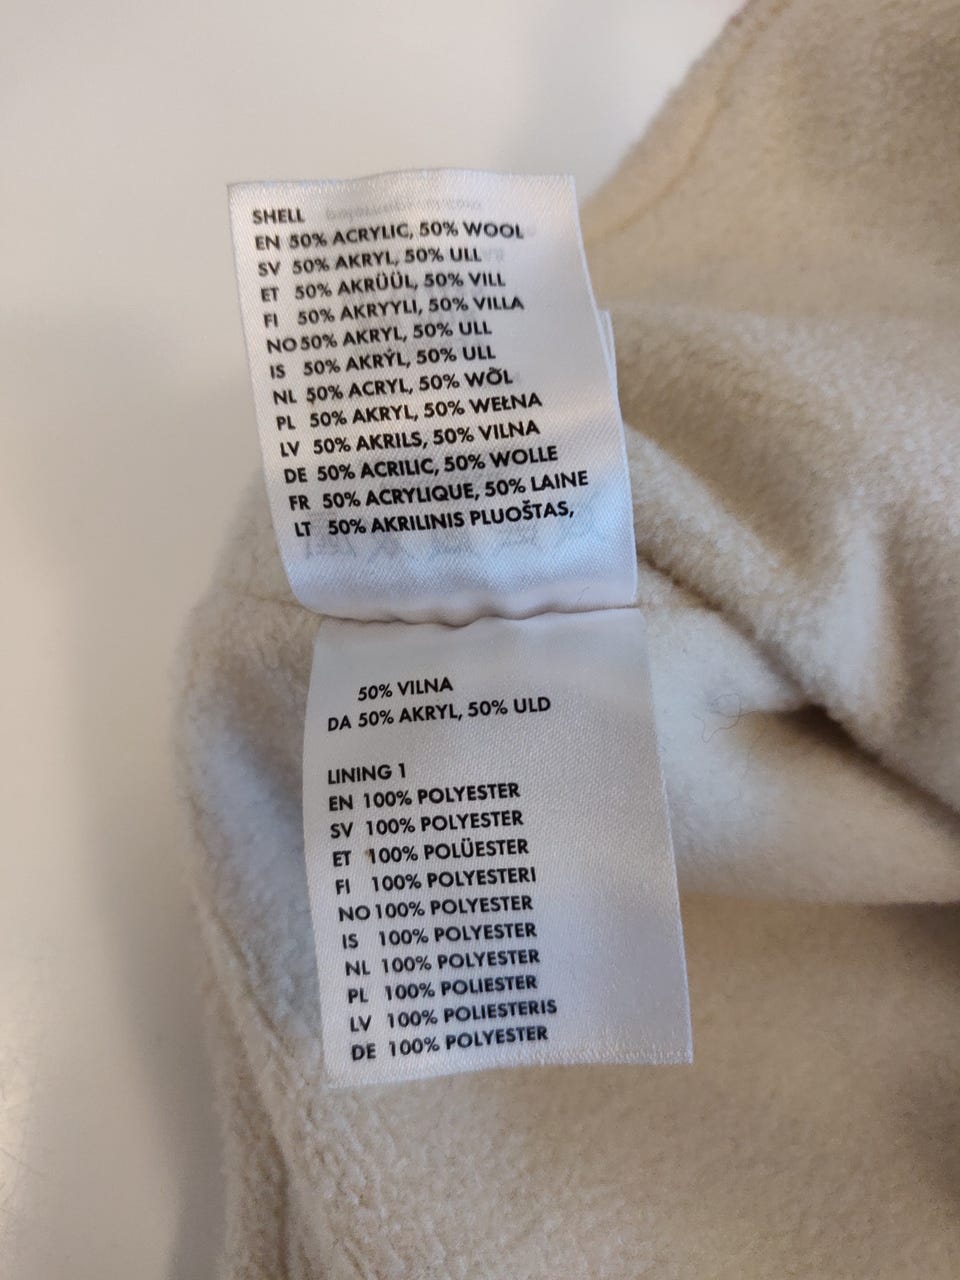 SHELL
EN 50% ACRYLIC, 50% WOOL
SV 50% AKRYL, 50% ULL
ET 50% AKRÜÜL, 50% VILL
FI 50% AKRYYLI, 50% VILLA
NO 50% AKRYL, 50% ULL
IS 50% AKRÝL, 50% ULL
NL 50% ACRYL, 50% WÖL
PL 50% AKRYL, 50% WEŁNA
LV 50% AKRILS, 50% VILNA
DE 50% ACRILIC, 50% WOLLE
FR 50% ACRYLIQUE, 50% LAINE
LT 50% AKRILINIS PLUOŠTAS,
50% VILNA
DA 50% AKRYL, 50% ULD
LINING 1
EN 100% POLYESTER
SV 100% POLYESTER
ET 100% POLÜESTER
FI 100% POLYESTERI
NO 100% POLYESTER
IS 100% POLYESTER
NL 100% POLYESTER
PL 100% POLIESTER
LV 100% POLIESTERIS
DE 100% POLYESTER